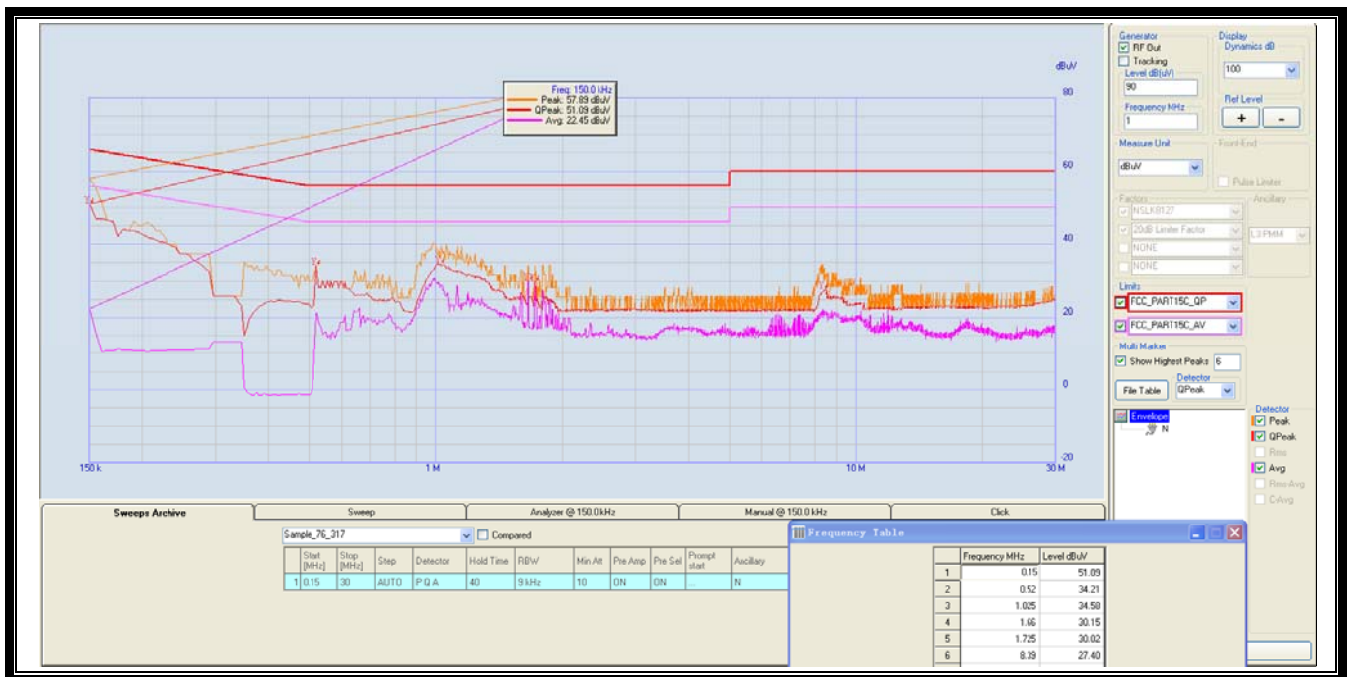 dBuV
80
60
40
20
0
-20
150 k
1 M
10 M
30 M
Freq: 150.0 kHz
Peak: 57.89 dBuV
QPeak: 51.09 dBuV
Avg: 22.45 dBuV
Generator
RF Out
Tracking
Level dB(uV)
90
Frequency MHz
1
Display
Dynamics dB
100
Ref Level
+ -
Measure Unit
dBuV
Front-End
Pulse Limiter
Factors
NSLK8127
20dB Limiter Factor
NONE
NONE
Ancillary
L3 PMM
Limits
FCC_PART15C_QP
FCC_PART15C_AV
Multi Marker
Show Highest Peaks 6
File Table
Detector
QPeak
Envelope
N
Detector
Peak
QPeak
Rms
Avg
Rms-Avg
C-Avg
Sweeps Archive Sweep Analyzer @ 150.0kHz Manual @ 150.0 kHz Click
Sample_76_317 Compared
Start [MHz] Stop [MHz] Step Detector Hold Time RBW Min Att Pre Amp Pre Sel Prompt start Ancillary
1 0.15 30 AUTO P Q A 40 9 kHz 10 ON ON ... N
Frequency Table
Frequency MHz Level dBuV
1 0.15 51.09
2 0.52 34.21
3 1.025 34.58
4 1.66 30.15
5 1.725 30.02
6 8.39 27.40